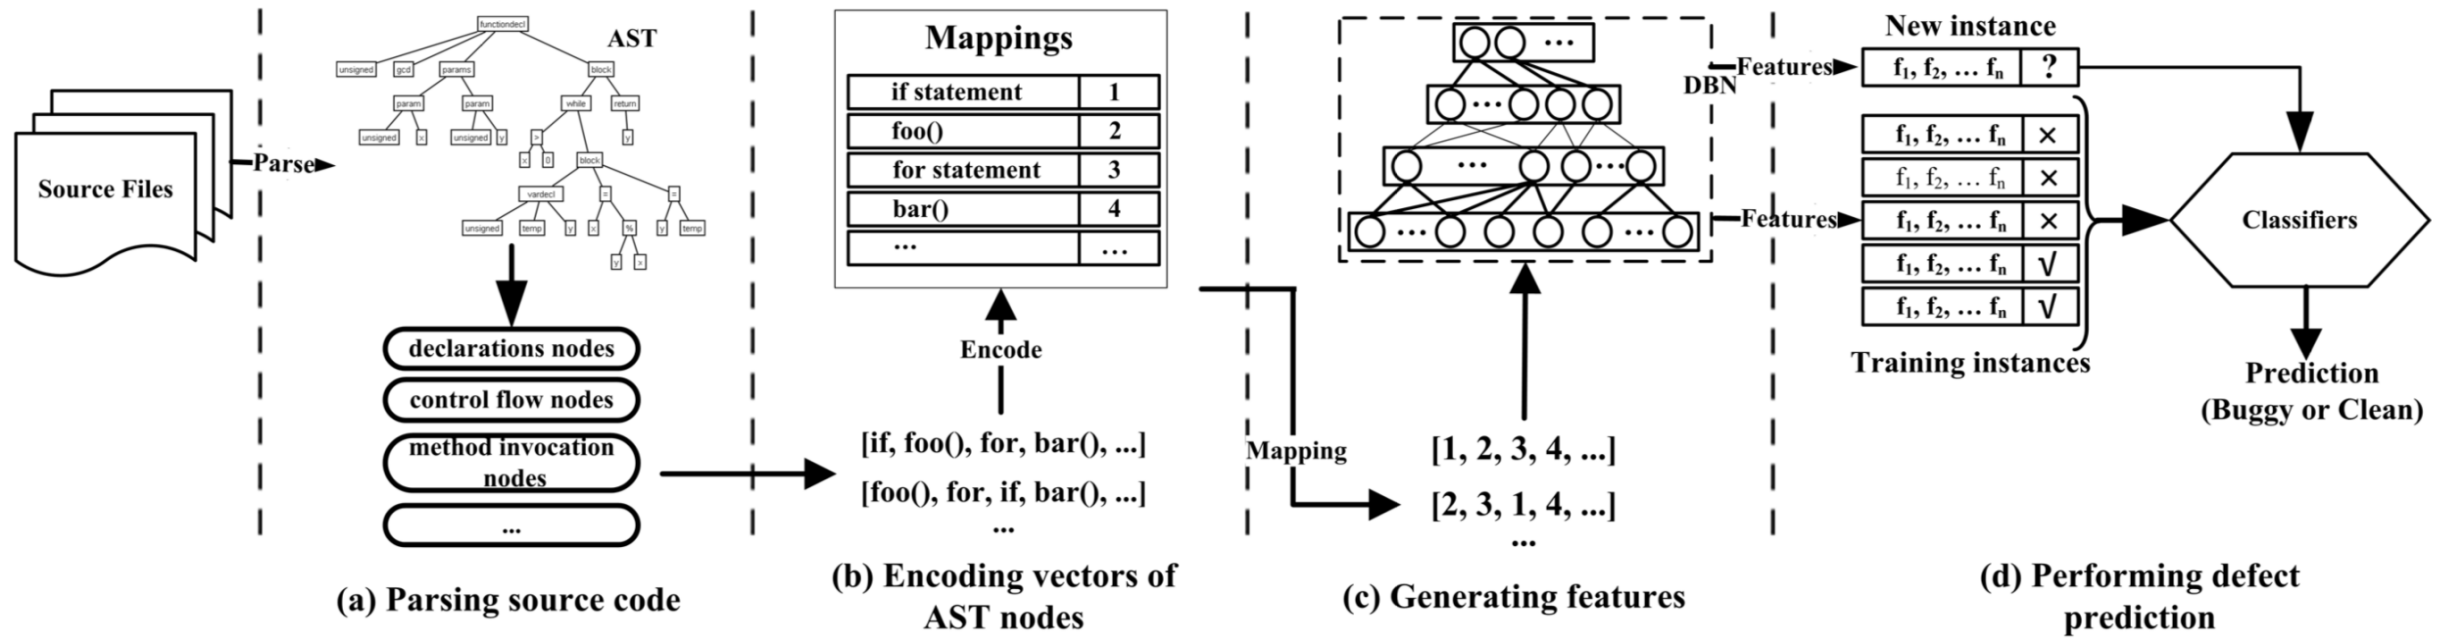 Source Files
Parse
AST
functiondecl
unsigned
gcd
params
block
param
param
while
return
unsigned
x
unsigned
y
>
y
x
0
block
vardecl
=
=
unsigned
temp
y
x
%
y
temp
y
>
declarations nodes
control flow nodes
method invocation
nodes
...
(a) Parsing source code
Mappings
if statement 1
foo() 2
for statement 3
bar() 4
... ...
Encode
[if, foo(), for, bar(), ...]
[foo(), for, if, bar(), ...]
...
(b) Encoding vectors of
AST nodes
Mapping
...
... 
... ...
... ...
DBN
[1, 2, 3, 4, ...]
[2, 3, 1, 4, ...]
...
(c) Generating features
Features
Features
New instance
f1, f2, ... fn ?
f1, f2, ... fn ×
f1, f2, ... fn ×
f1, f2, ... fn ×
f1, f2, ... fn √
f1, f2, ... fn √
Training instances
Classifiers
Prediction
(Buggy or Clean)
(d) Performing defect
prediction